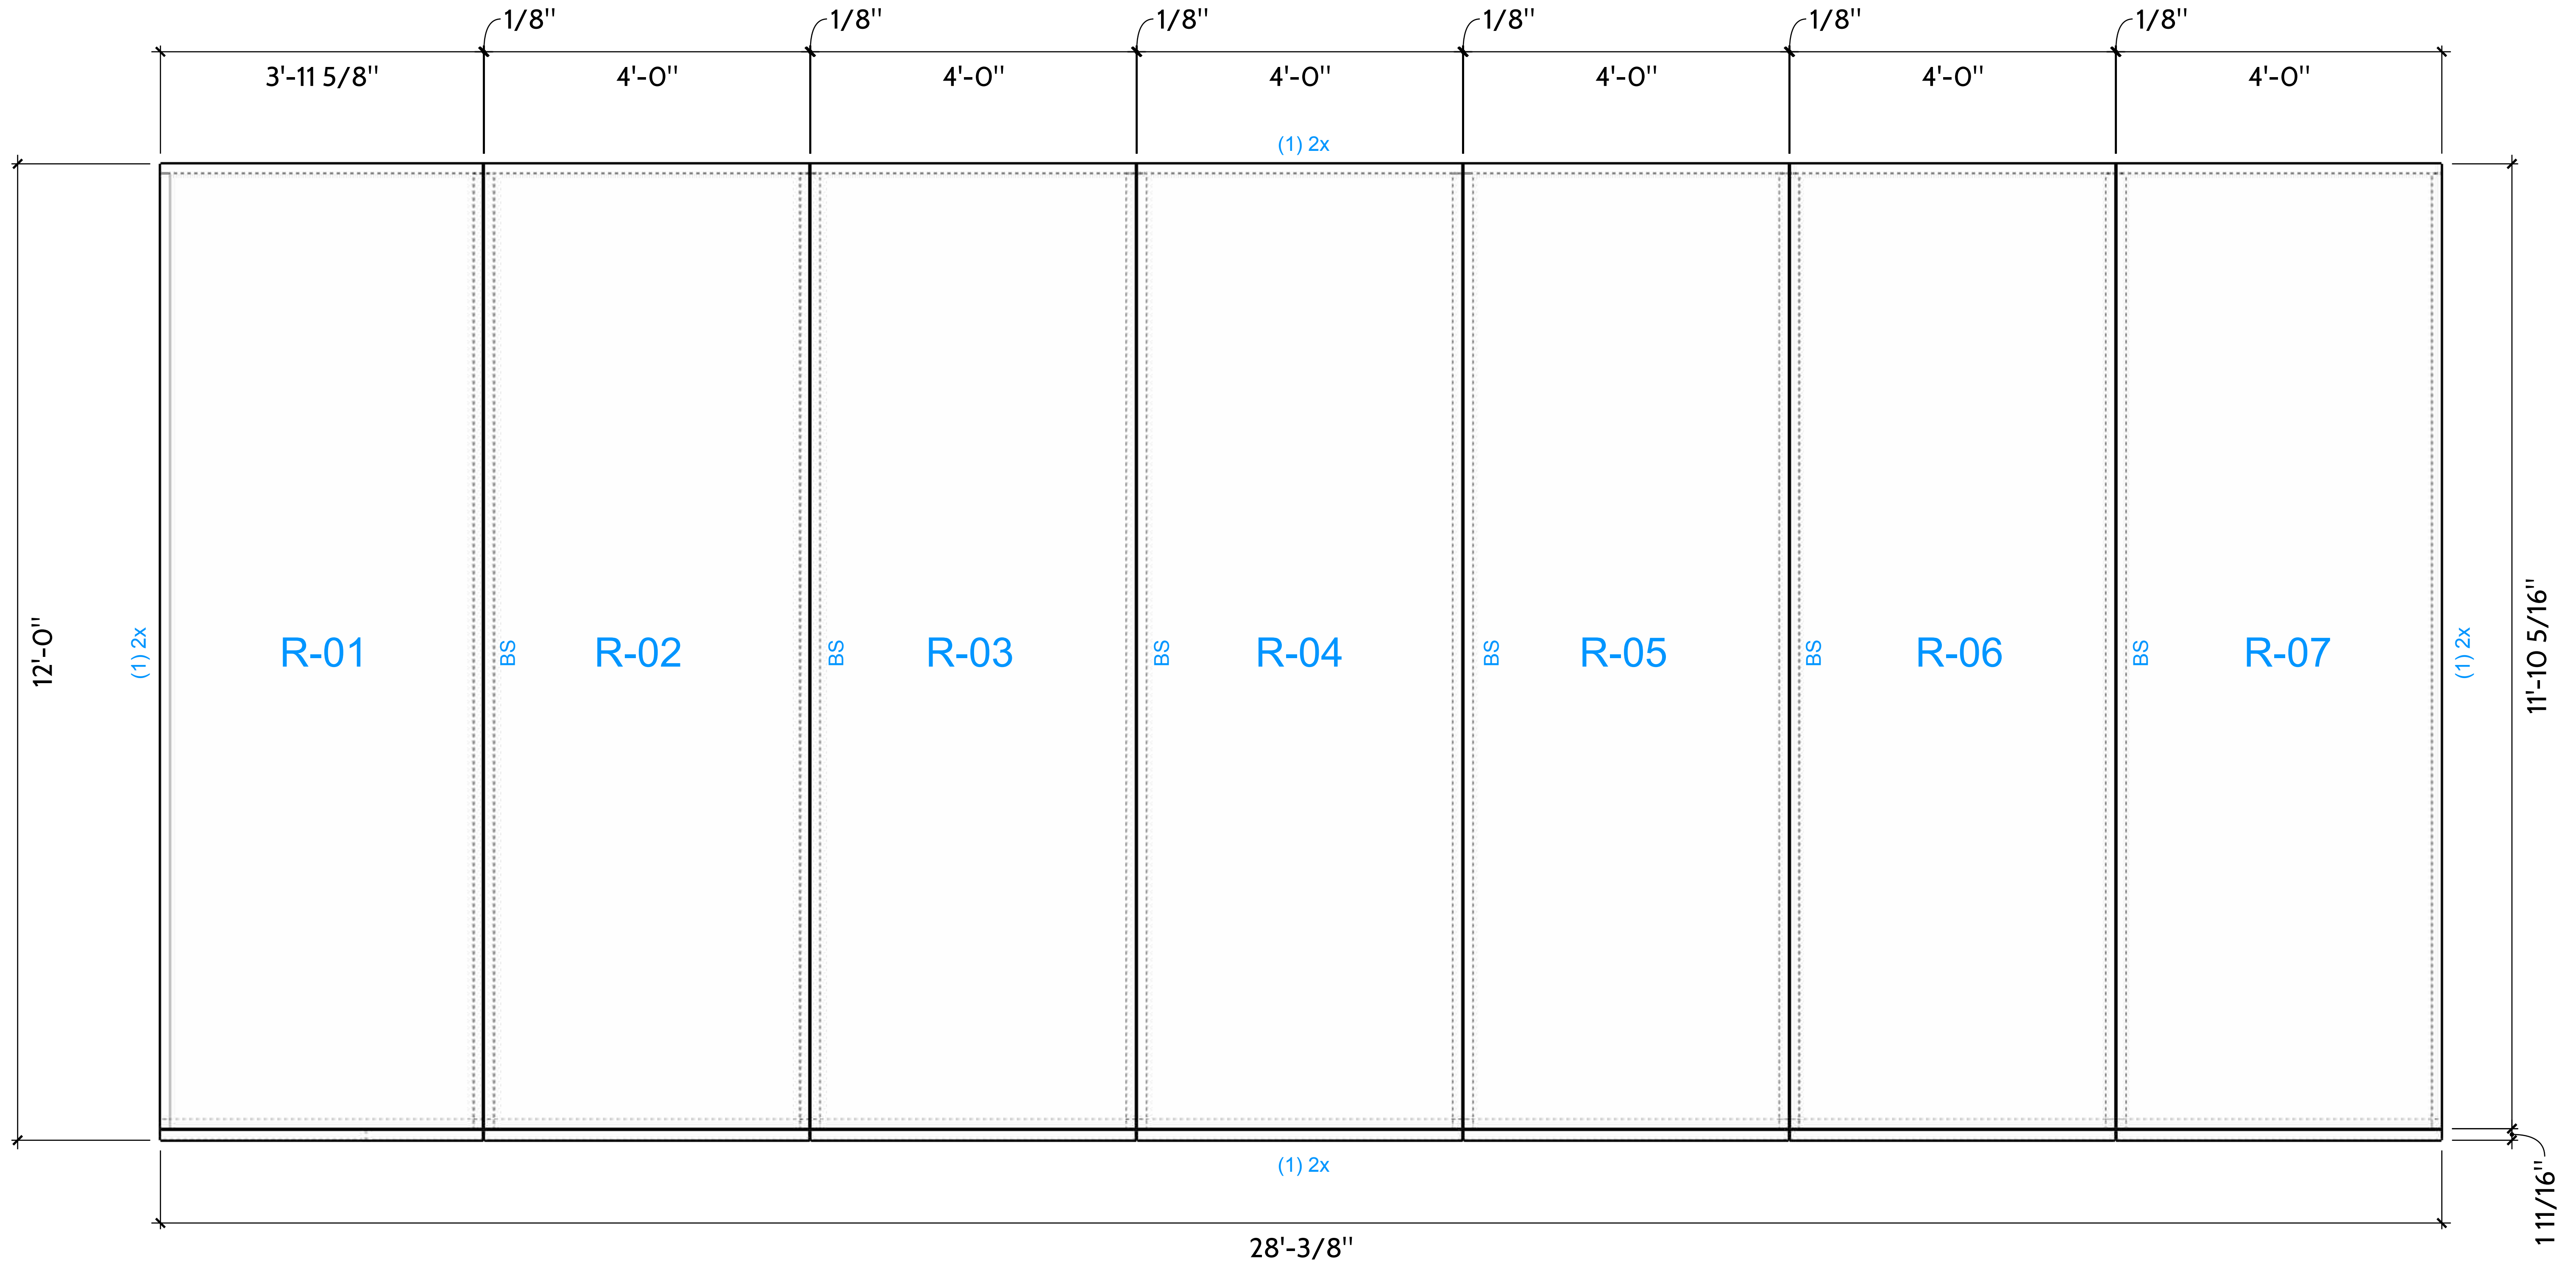 1/8" 1/8" 1/8" 1/8" 1/8" 1/8"
3'-11 5/8" 4'-0" 4'-0" 4'-0" 4'-0" 4'-0" 4'-0"
(1) 2x
12'-0"
(1) 2x
R-01 BS R-02 BS R-03 BS R-04 BS R-05 BS R-06 BS R-07
(1) 2x
11'-10 5/16"
(1) 2x
1 11/16"
28'-3/8"